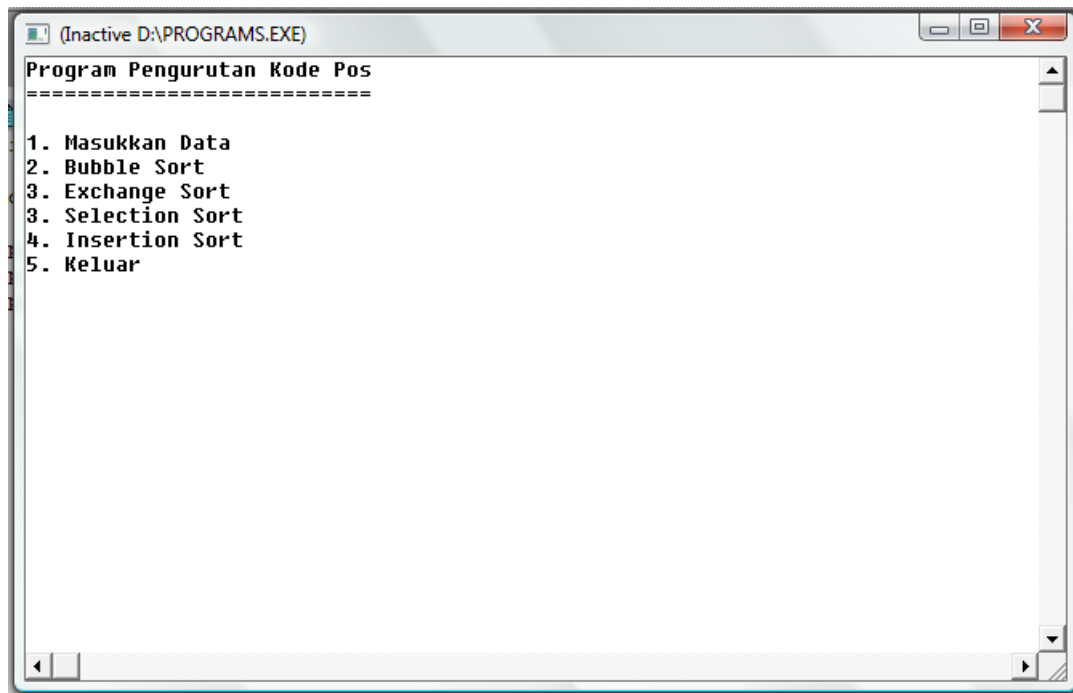 (Inactive D:\PROGRAMS.EXE)
Program Pengurutan Kode Pos
===========================
1. Masukkan Data
2. Bubble Sort
3. Exchange Sort
3. Selection Sort
4. Insertion Sort
5. Keluar